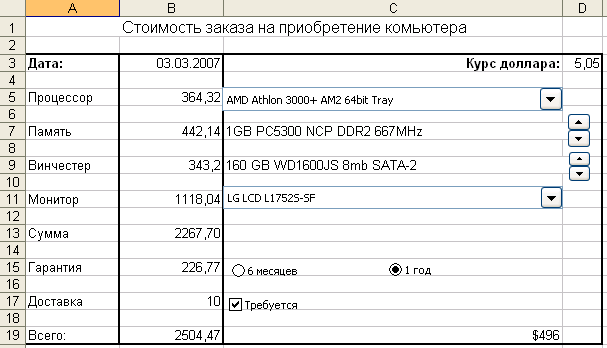 A B C D
1 Стоимость заказа на приобретение комьютера
2
3 Дата: 03.03.2007 Курс доллара: 5,05
4
5 Процессор 364,32 AMD Athlon 3000+ AM2 64bit Tray
6
7 Память 442,14 1GB PC5300 NCP DDR2 667MHz
8
9 Винчестер 343,2 160 GB WD1600JS 8mb SATA-2
10
11 Монитор 1118,04 LG LCD L1752S-SF
12
13 Сумма 2267,70
14
15 Гарантия 226,77 6 месяцев 1 год
16
17 Доставка 10 Требуется
18
19 Всего: 2504,47 $496